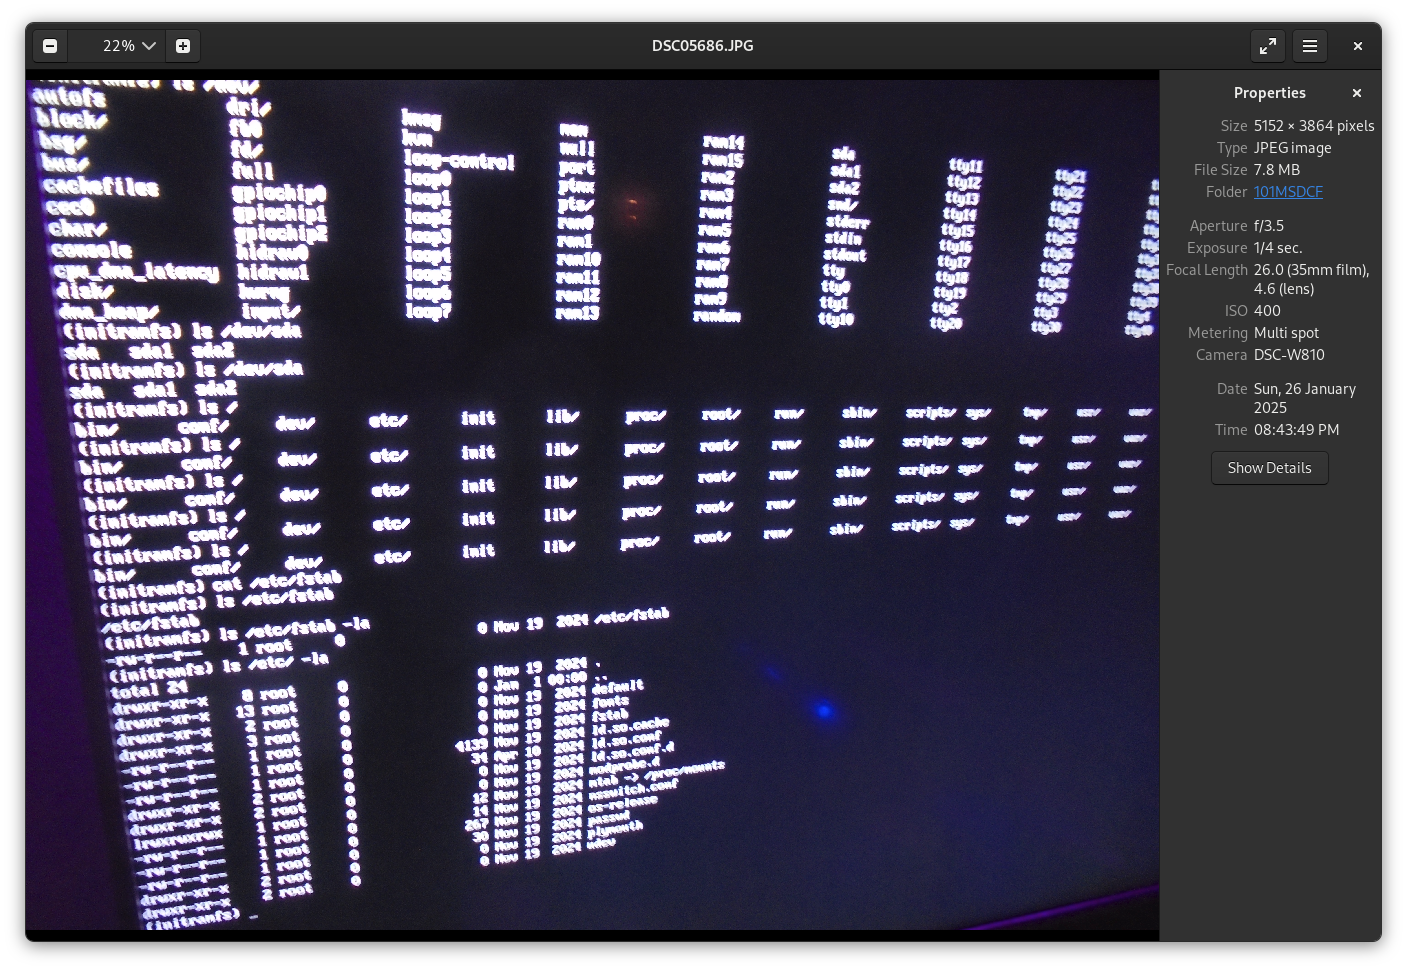 22%
DSC05686.JPG
(initramfs) ls /dev/
autofs dri/ kmsg mem ram14 sda tty11 tty21
block/ fb0 kvm null ram15 sda1 tty12 tty22
bsg/ fd/ loop-control port ram2 sda2 tty13 tty23
bus/ full loop0 ptmx ram3 snd/ tty14 tty24
cachefiles gpiochip0 loop1 pts/ ram4 stderr tty15 tty25
cec0 gpiochip1 loop2 ram0 ram5 stdin tty16 tty26
char/ gpiochip2 loop3 ram1 ram6 stdout tty17 tty27
console hidraw0 loop4 ram10 ram7 tty tty18 tty28
cpu_dma_latency hidraw1 loop5 ram11 ram8 tty0 tty19 tty29
disk/ hwrng loop6 ram12 ram9 tty1 tty2 tty3
dma_heap/ input/ loop7 ram13 random tty10 tty20 tty30 tty40
(initramfs) ls /dev/sda
sda sda1 sda2
(initramfs) ls /dev/sda
sda sda1 sda2
(initramfs) ls /
bin/ conf/ dev/ etc/ init lib/ proc/ root/ run/ sbin/ scripts/ sys/ tmp/ usr/ var/
(initramfs) ls /
bin/ conf/ dev/ etc/ init lib/ proc/ root/ run/ sbin/ scripts/ sys/ tmp/ usr/ var/
(initramfs) ls /
bin/ conf/ dev/ etc/ init lib/ proc/ root/ run/ sbin/ scripts/ sys/ tmp/ usr/ var/
(initramfs) ls /
bin/ conf/ dev/ etc/ init lib/ proc/ root/ run/ sbin/ scripts/ sys/ tmp/ usr/ var/
(initramfs) ls /
bin/ conf/ dev/ etc/ init lib/ proc/ root/ run/ sbin/ scripts/ sys/ tmp/ usr/ var/
(initramfs) cat /etc/fstab
(initramfs) ls /etc/fstab
/etc/fstab
(initramfs) ls /etc/fstab -la
-rw-r--r-- 1 root 0 0 Nov 19 2024 /etc/fstab
(initramfs) ls /etc/ -la
total 24
drwxr-xr-x 8 root 0 0 Nov 19 2024 .
drwxr-xr-x 13 root 0 0 Jan 1 00:00 ..
drwxr-xr-x 2 root 0 0 Nov 19 2024 default
drwxr-xr-x 3 root 0 0 Nov 19 2024 fonts
-rw-r--r-- 1 root 0 0 Nov 19 2024 fstab
-rw-r--r-- 1 root 0 4139 Nov 19 2024 ld.so.cache
-rw-r--r-- 1 root 0 34 Apr 10 2024 ld.so.conf
drwxr-xr-x 2 root 0 0 Nov 19 2024 ld.so.conf.d
drwxr-xr-x 2 root 0 0 Nov 19 2024 modprobe.d
lrwxrwxrwx 1 root 0 12 Nov 19 2024 mtab -> /proc/mounts
-rw-r--r-- 1 root 0 14 Nov 19 2024 nsswitch.conf
-rw-r--r-- 1 root 0 267 Nov 19 2024 os-release
-rw-r--r-- 1 root 0 30 Nov 19 2024 passwd
drwxr-xr-x 2 root 0 0 Nov 19 2024 plymouth
drwxr-xr-x 2 root 0 0 Nov 19 2024 udev
(initramfs) _
Properties
Size 5152 × 3864 pixels
Type JPEG image
File Size 7.8 MB
Folder 101MSDCF
Aperture f/3.5
Exposure 1/4 sec.
Focal Length 26.0 (35mm film),
4.6 (lens)
ISO 400
Metering Multi spot
Camera DSC-W810
Date Sun, 26 January
2025
Time 08:43:49 PM
Show Details